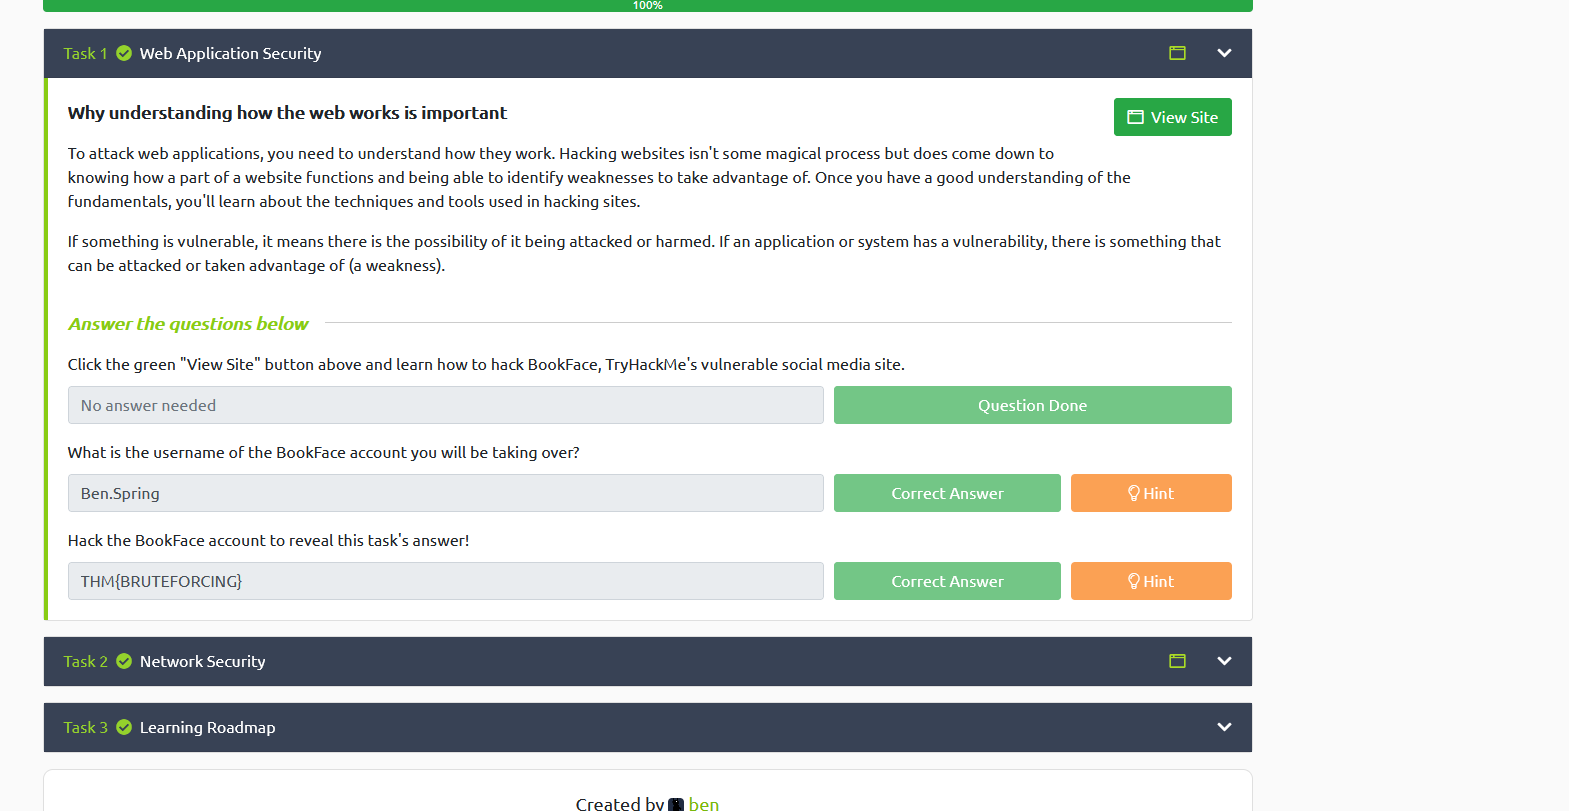 100%
Task 1 Web Application Security
Why understanding how the web works is important
View Site
To attack web applications, you need to understand how they work. Hacking websites isn't some magical process but does come down to
knowing how a part of a website functions and being able to identify weaknesses to take advantage of. Once you have a good understanding of the
fundamentals, you'll learn about the techniques and tools used in hacking sites.
If something is vulnerable, it means there is the possibility of it being attacked or harmed. If an application or system has a vulnerability, there is something that
can be attacked or taken advantage of (a weakness).
Answer the questions below
Click the green "View Site" button above and learn how to hack BookFace, TryHackMe's vulnerable social media site.
No answer needed Question Done
What is the username of the BookFace account you will be taking over?
Ben.Spring Correct Answer Hint
Hack the BookFace account to reveal this task's answer!
THM{BRUTEFORCING} Correct Answer Hint
Task 2 Network Security
Task 3 Learning Roadmap
Created by ben